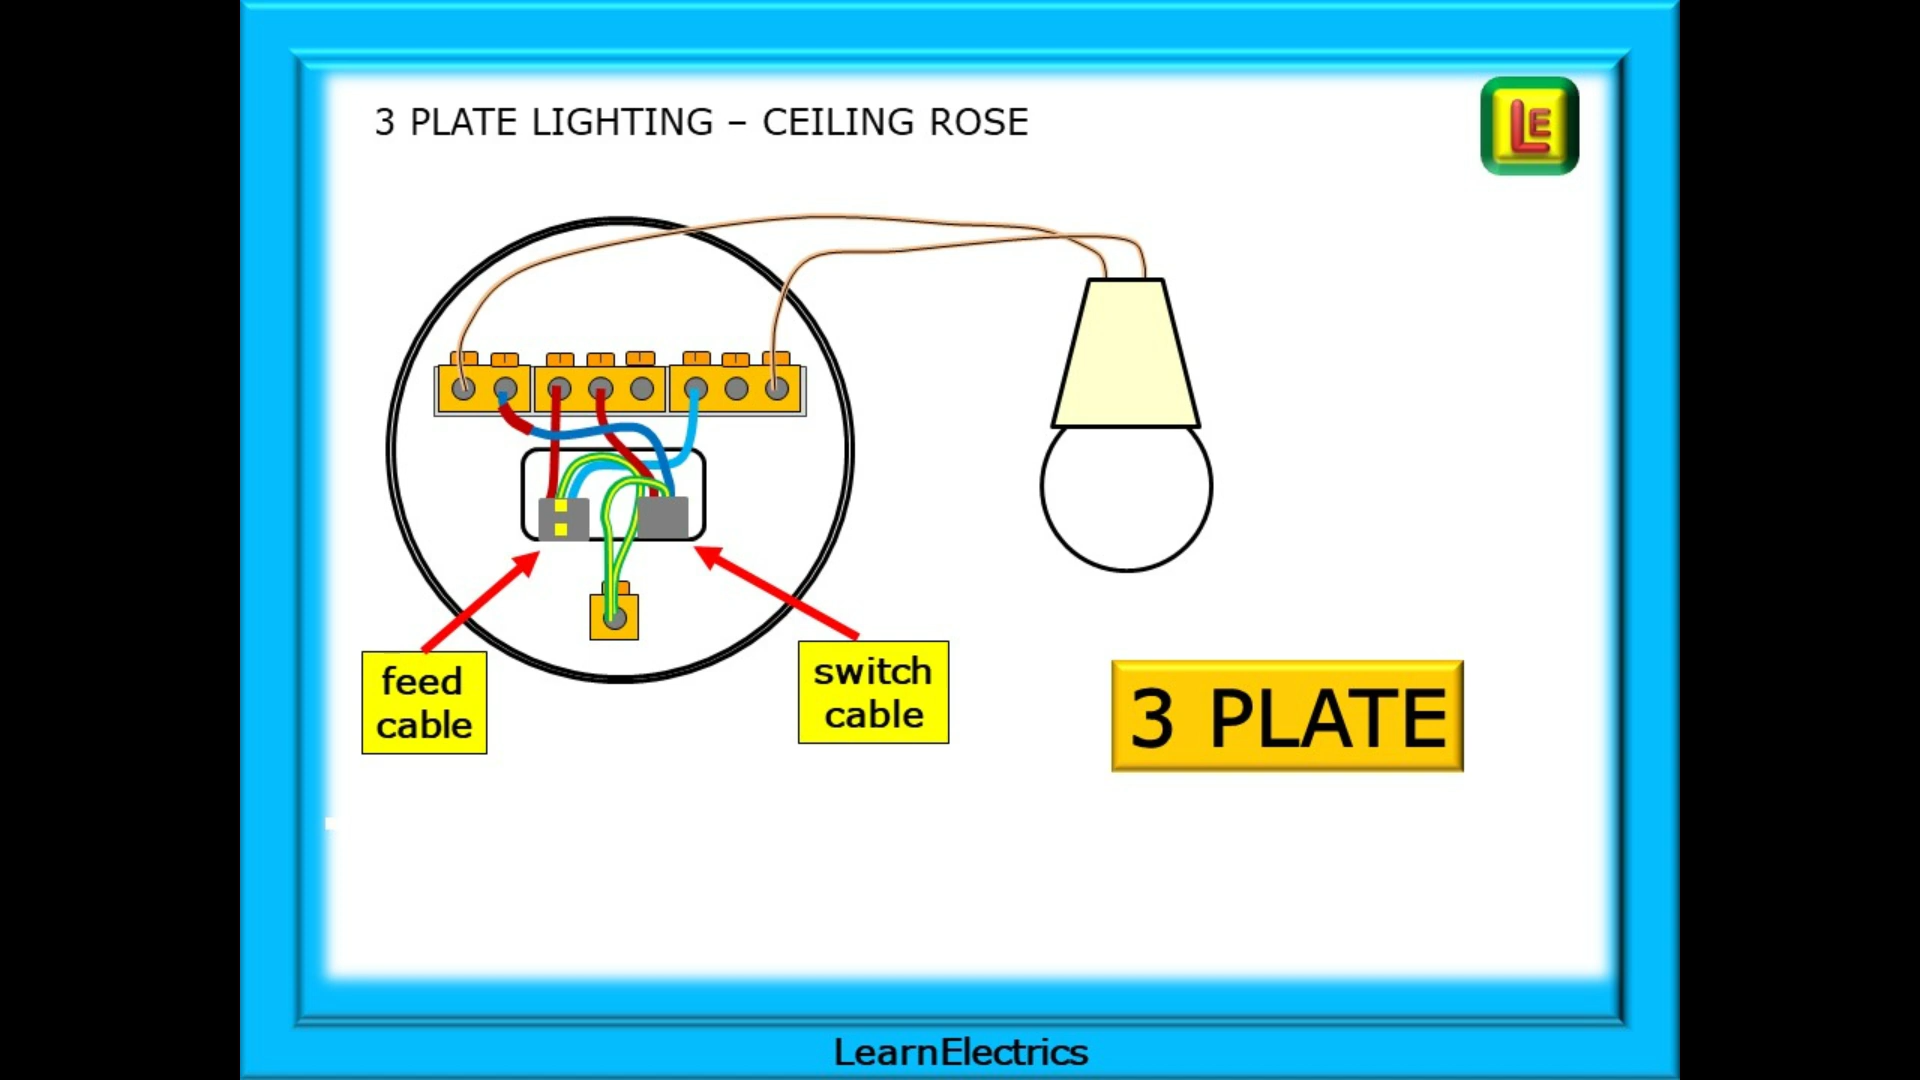 3 PLATE LIGHTING – CEILING ROSE
LE
feed
cable
switch
cable
3 PLATE
LearnElectrics